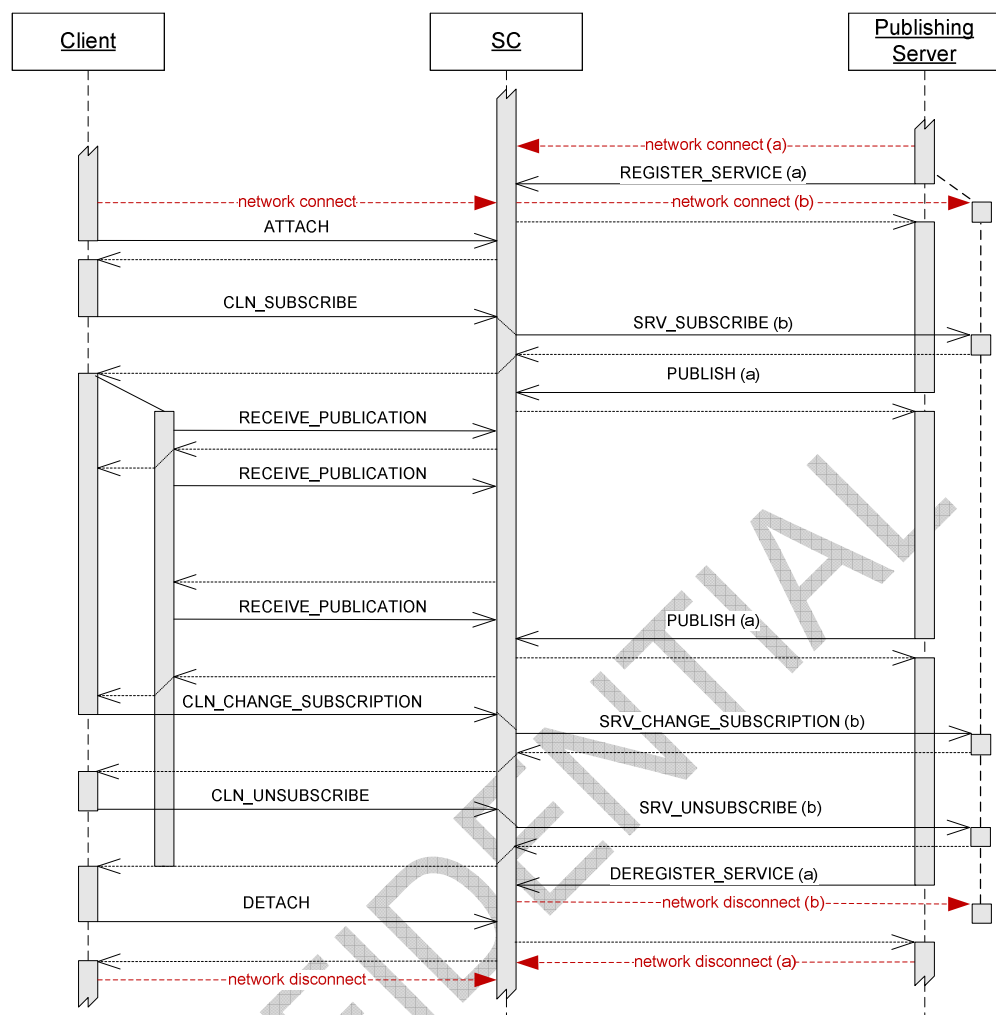 Client
SC
Publishing
Server
network connect (a)
REGISTER_SERVICE (a)
network connect
network connect (b)
ATTACH
CLN_SUBSCRIBE
SRV_SUBSCRIBE (b)
PUBLISH (a)
RECEIVE_PUBLICATION
RECEIVE_PUBLICATION
RECEIVE_PUBLICATION
PUBLISH (a)
CLN_CHANGE_SUBSCRIPTION
SRV_CHANGE_SUBSCRIPTION (b)
CLN_UNSUBSCRIBE
SRV_UNSUBSCRIBE (b)
DEREGISTER_SERVICE (a)
DETACH
network disconnect (b)
network disconnect (a)
network disconnect
FIDENTIAL